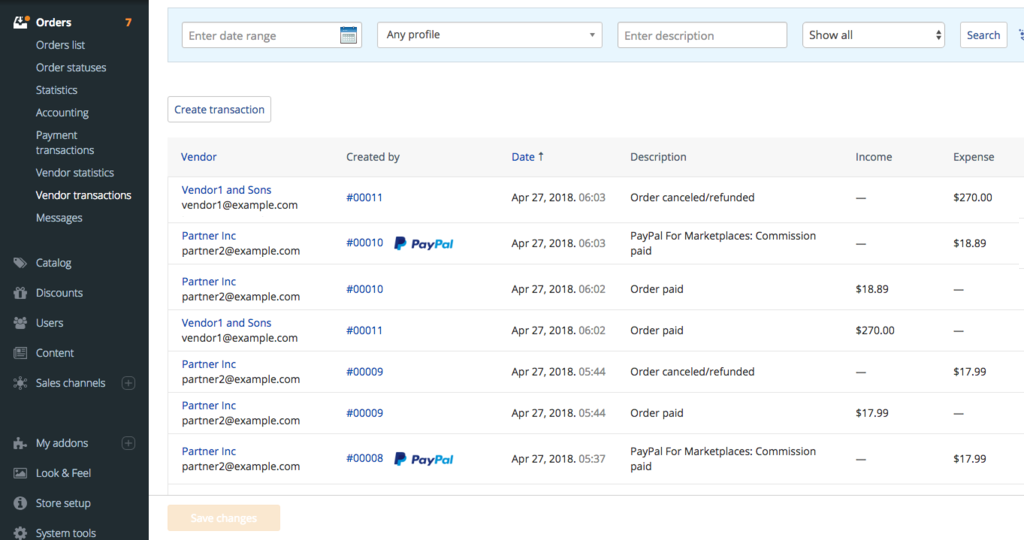 Orders 7
Orders list
Order statuses
Statistics
Accounting
Payment
transactions
Vendor statistics
Vendor transactions
Messages
Catalog
Discounts
Users
Content
Sales channels
My addons
Look & Feel
Store setup
System tools
Enter date range Any profile Enter description Show all Search
Create transaction
Vendor Created by Date ↑ Description Income Expense
Vendor1 and Sons
vendor1@example.com #00011 Apr 27, 2018. 06:03 Order canceled/refunded — $270.00
Partner Inc
partner2@example.com #00010 PayPal Apr 27, 2018. 06:03 PayPal For Marketplaces: Commission
paid — $18.89
Partner Inc
partner2@example.com #00010 Apr 27, 2018. 06:02 Order paid $18.89 —
Vendor1 and Sons
vendor1@example.com #00011 Apr 27, 2018. 06:02 Order paid $270.00 —
Partner Inc
partner2@example.com #00009 Apr 27, 2018. 05:44 Order canceled/refunded — $17.99
Partner Inc
partner2@example.com #00009 Apr 27, 2018. 05:44 Order paid $17.99 —
Partner Inc
partner2@example.com #00008 PayPal Apr 27, 2018. 05:37 PayPal For Marketplaces: Commission
paid — $17.99
Save changes